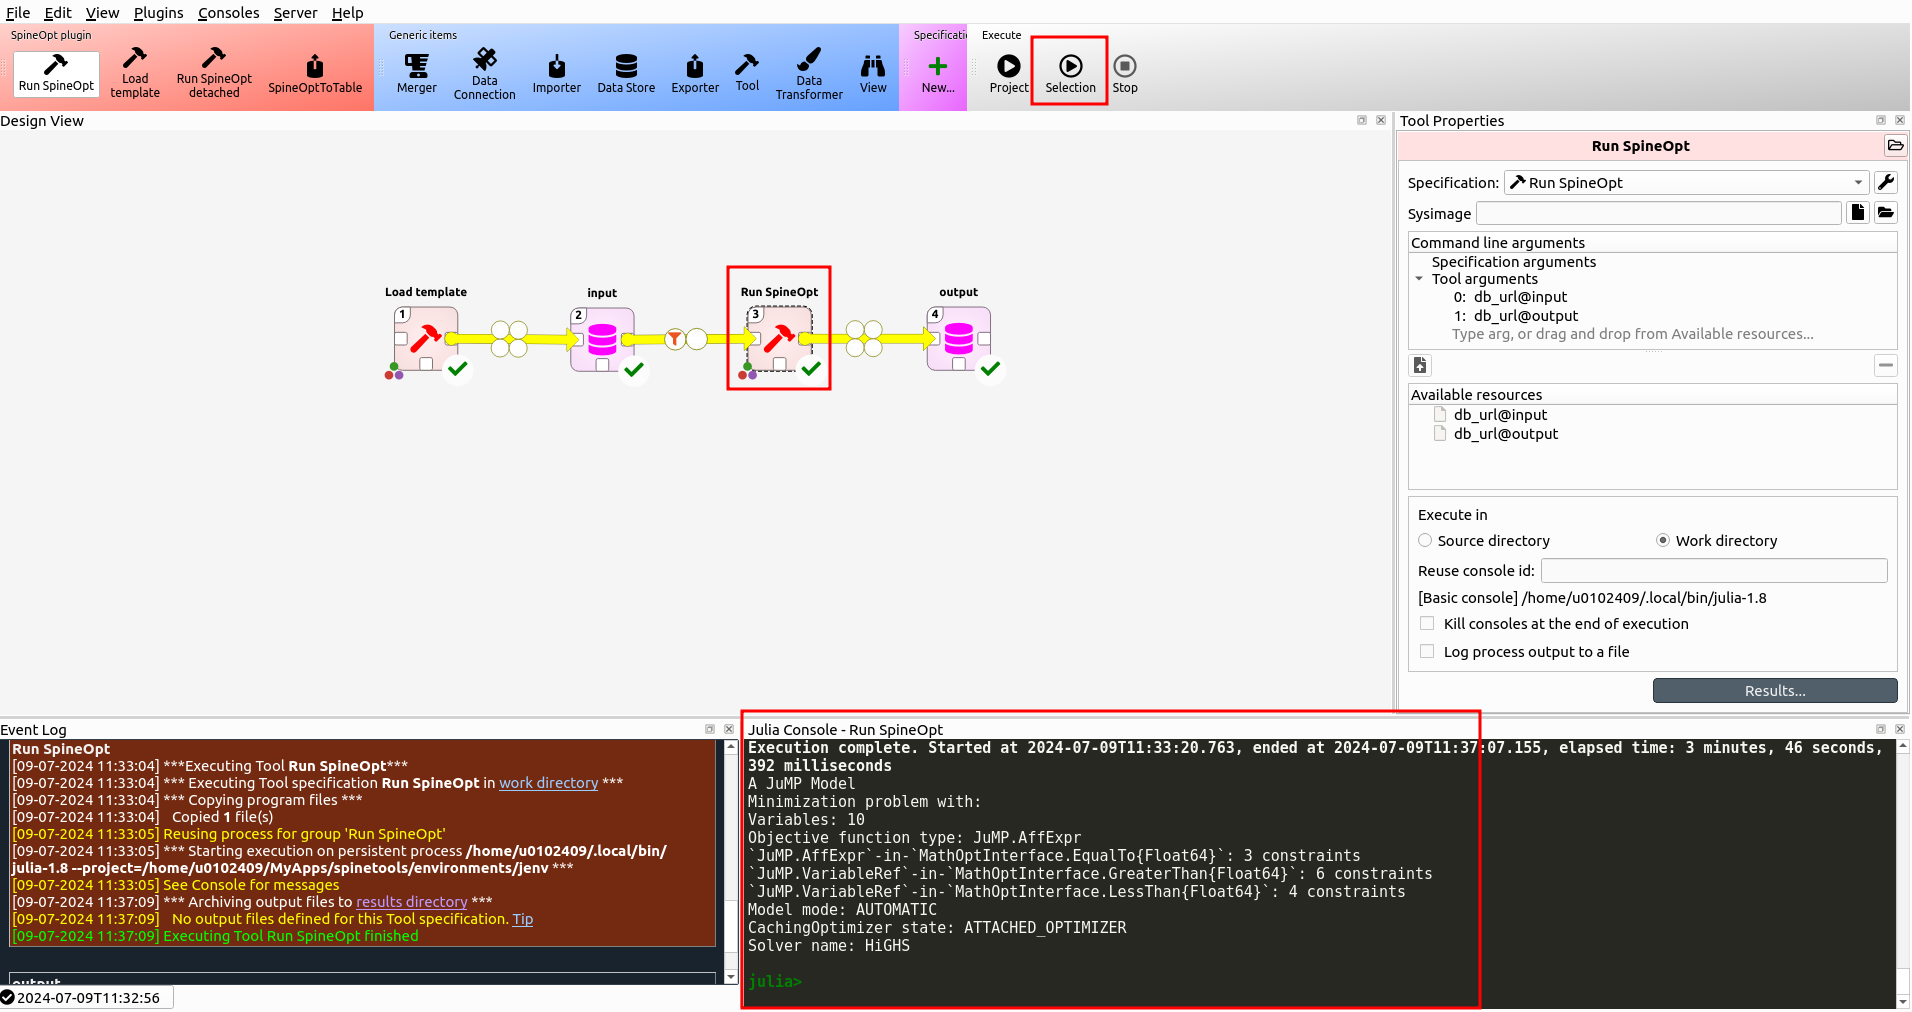 File Edit View Plugins Consoles Server Help
SpineOpt plugin
Run SpineOpt
Load template
Run SpineOpt detached
SpineOptToTable
Generic items
Merger
Data Connection
Importer
Data Store
Exporter
Tool
Data Transformer
View
New...
Execute
Project
Selection
Stop
Design View
Load template
1
input
2
Run SpineOpt
3
output
4
Tool Properties
Run SpineOpt
Specification: Run SpineOpt
Sysimage
Command line arguments
Specification arguments
Tool arguments
0: db_url@input
1: db_url@output
Type arg, or drag and drop from Available resources...
Available resources
db_url@input
db_url@output
Execute in
Source directory
Work directory
Reuse console id:
[Basic console] /home/u0102409/.local/bin/julia-1.8
Kill consoles at the end of execution
Log process output to a file
Results...
Event Log
Run SpineOpt
[09-07-2024 11:33:04] ***Executing Tool Run SpineOpt***
[09-07-2024 11:33:04] *** Executing Tool specification Run SpineOpt in work directory ***
[09-07-2024 11:33:04] *** Copying program files ***
[09-07-2024 11:33:04] Copied 1 file(s)
[09-07-2024 11:33:05] Reusing process for group 'Run SpineOpt'
[09-07-2024 11:33:05] *** Starting execution on persistent process /home/u0102409/.local/bin/
julia-1.8 --project=/home/u0102409/MyApps/spinetools/environments/jenv ***
[09-07-2024 11:33:05] See Console for messages
[09-07-2024 11:37:09] *** Archiving output files to results directory ***
[09-07-2024 11:37:09] No output files defined for this Tool specification. Tip
[09-07-2024 11:37:09] Executing Tool Run SpineOpt finished
output
2024-07-09T11:32:56
Julia Console - Run SpineOpt
Execution complete. Started at 2024-07-09T11:33:20.763, ended at 2024-07-09T11:37:07.155, elapsed time: 3 minutes, 46 seconds,
392 milliseconds
A JuMP Model
Minimization problem with:
Variables: 10
Objective function type: JuMP.AffExpr
`JuMP.AffExpr`-in-`MathOptInterface.EqualTo{Float64}`: 3 constraints
`JuMP.VariableRef`-in-`MathOptInterface.GreaterThan{Float64}`: 6 constraints
`JuMP.VariableRef`-in-`MathOptInterface.LessThan{Float64}`: 4 constraints
Model mode: AUTOMATIC
CachingOptimizer state: ATTACHED_OPTIMIZER
Solver name: HiGHS
julia>